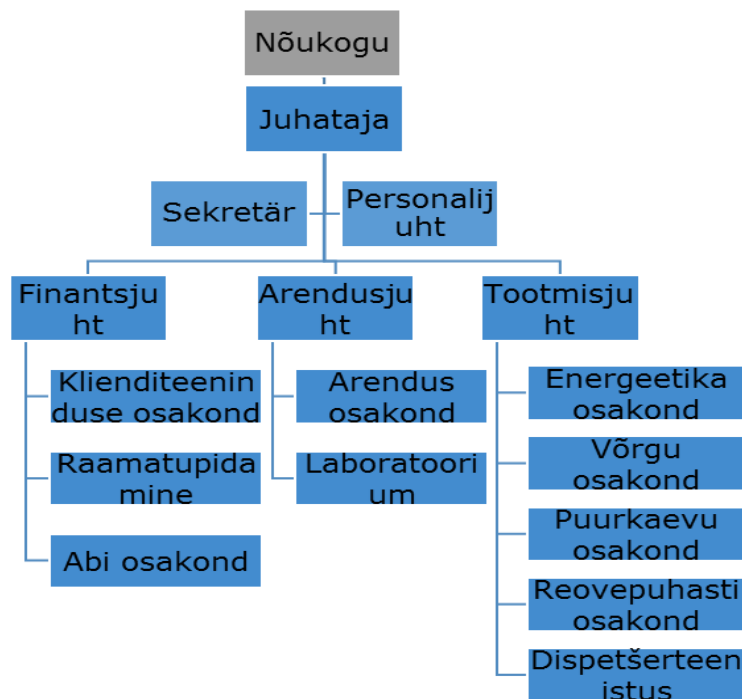 Nõukogu
Juhataja
Sekretär
Personalij
uht
Finantsju
ht
Arendusju
ht
Tootmisju
ht
Klienditeenin
duse osakond
Raamatupida
mine
Abi osakond
Arendus
osakond
Laboratoori
um
Energeetika
osakond
Võrgu
osakond
Puurkaevu
osakond
Reovepuhasti
osakond
Dispetšerteen
istus